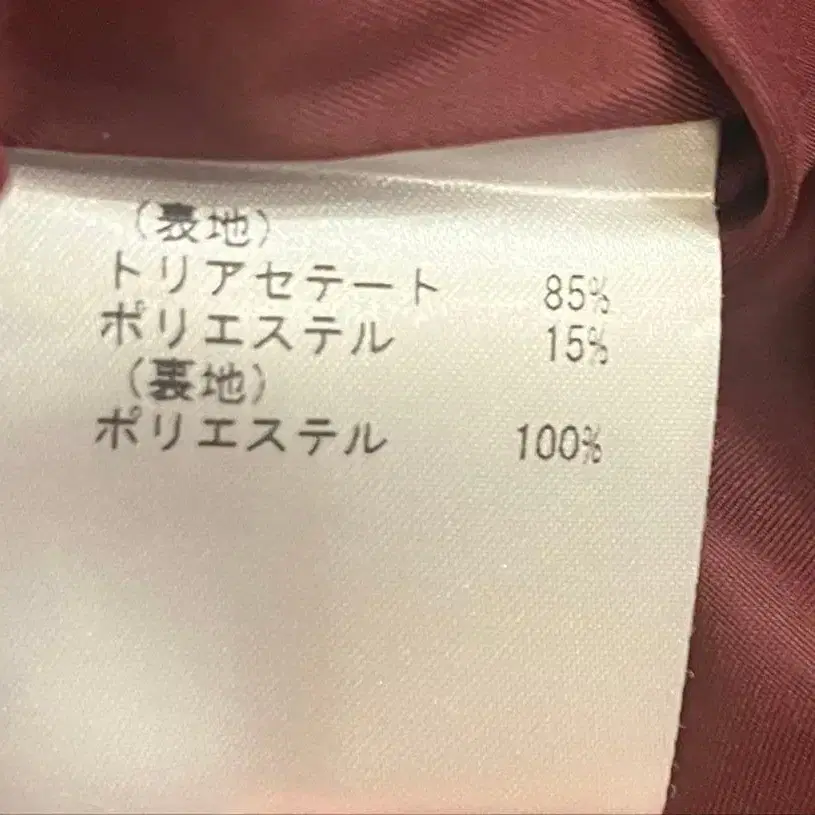 (表地)
トリアセテート 85%
ポリエステル 15%
(裏地)
ポリエステル 100%